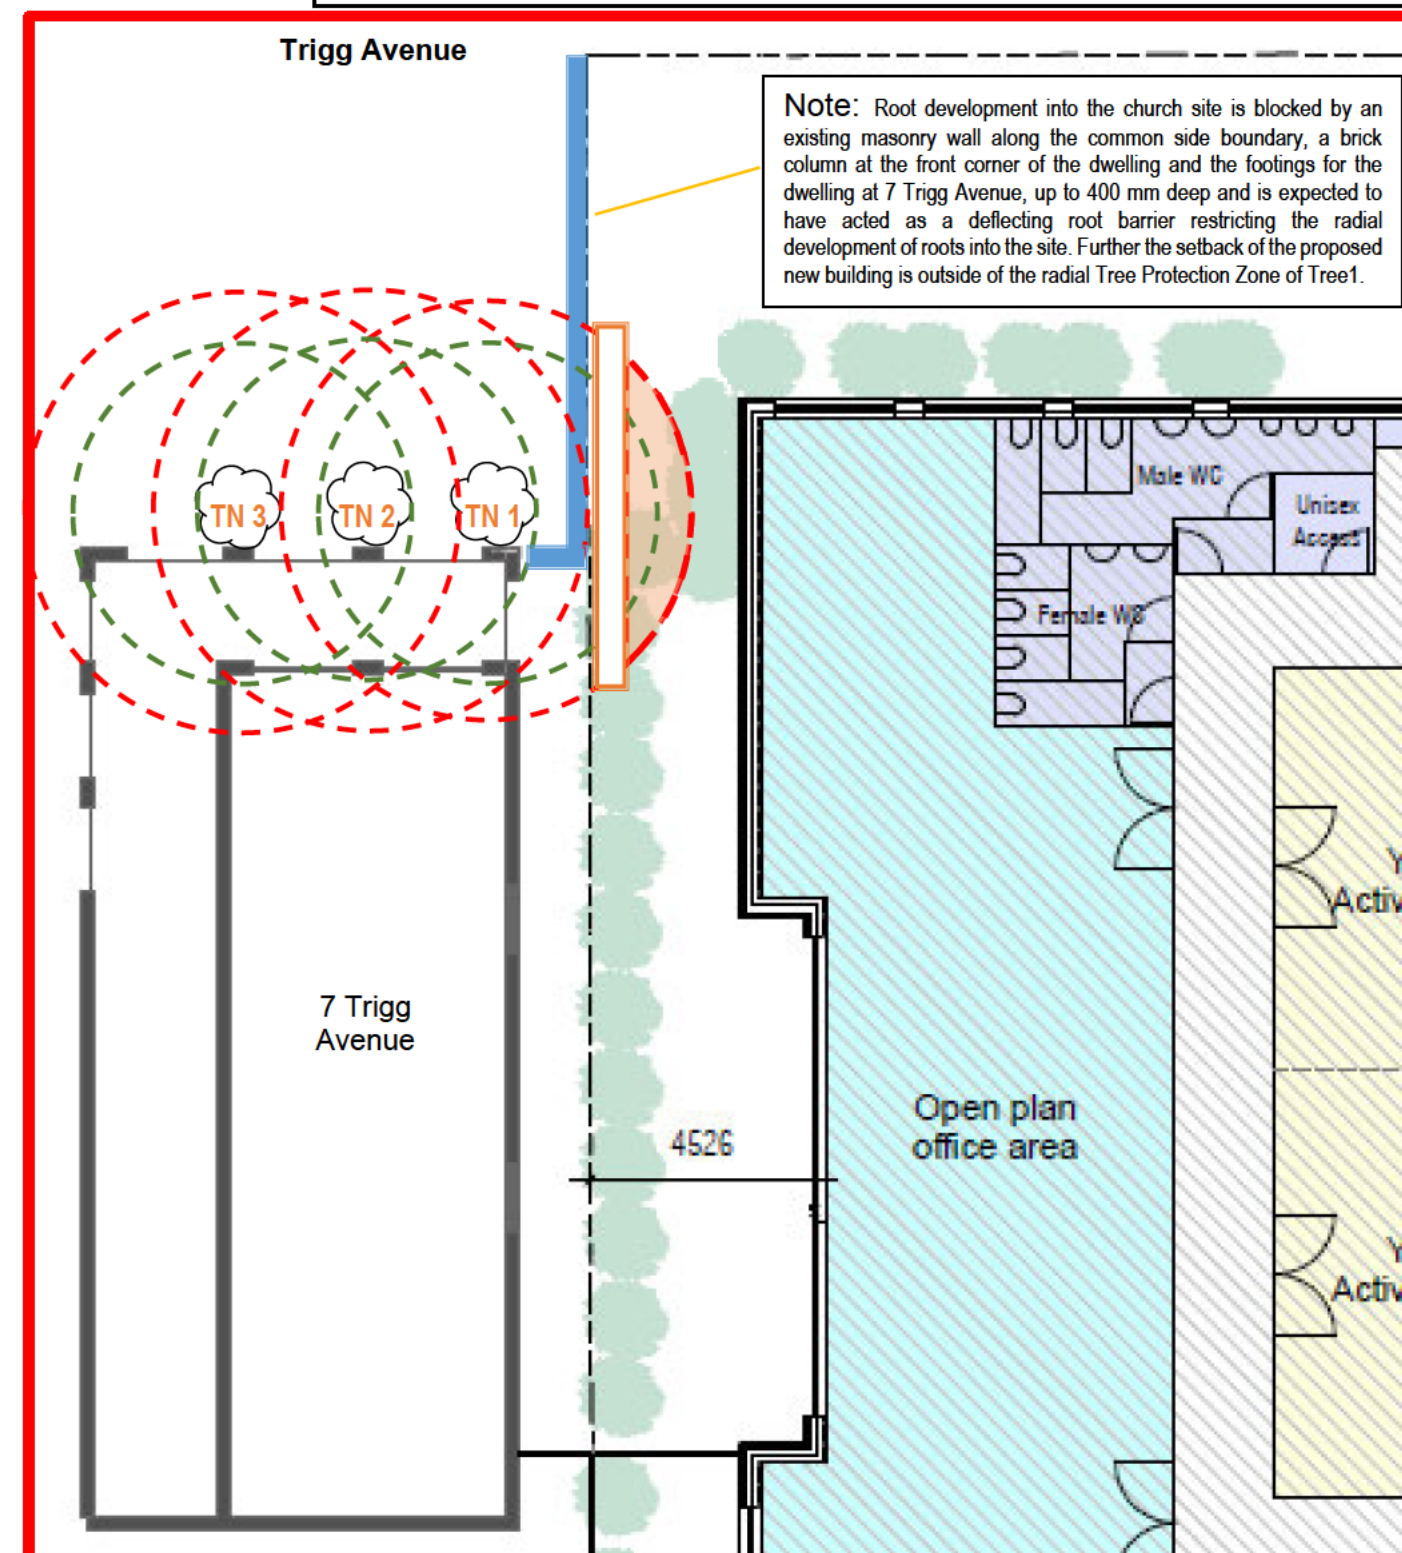 Trigg Avenue
Note: Root development into the church site is blocked by an
existing masonry wall along the common side boundary, a brick
column at the front corner of the dwelling and the footings for the
dwelling at 7 Trigg Avenue, up to 400 mm deep and is expected to
have acted as a deflecting root barrier restricting the radial
development of roots into the site. Further the setback of the proposed
new building is outside of the radial Tree Protection Zone of Tree1.
TN 3
TN 2
TN 1
Male WC
Unisex
Access
Female WC
Y
Activ
7 Trigg
Avenue
Open plan
office area
4526
Y
Activ